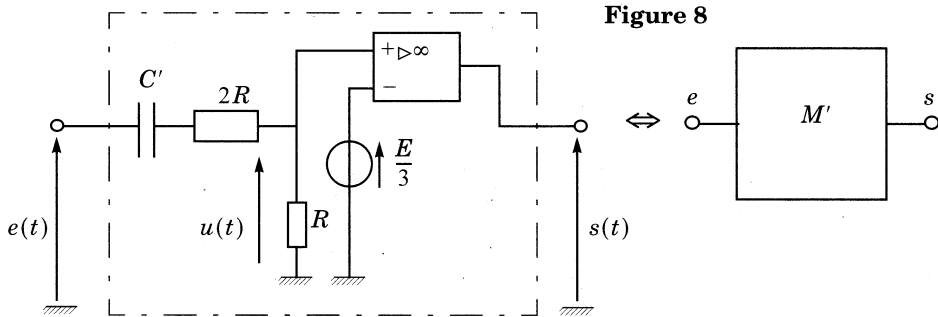 Figure 8
+ ▷ ∞
−
C'
2R
E
3
e
M'
s
R
e(t)
u(t)
s(t)